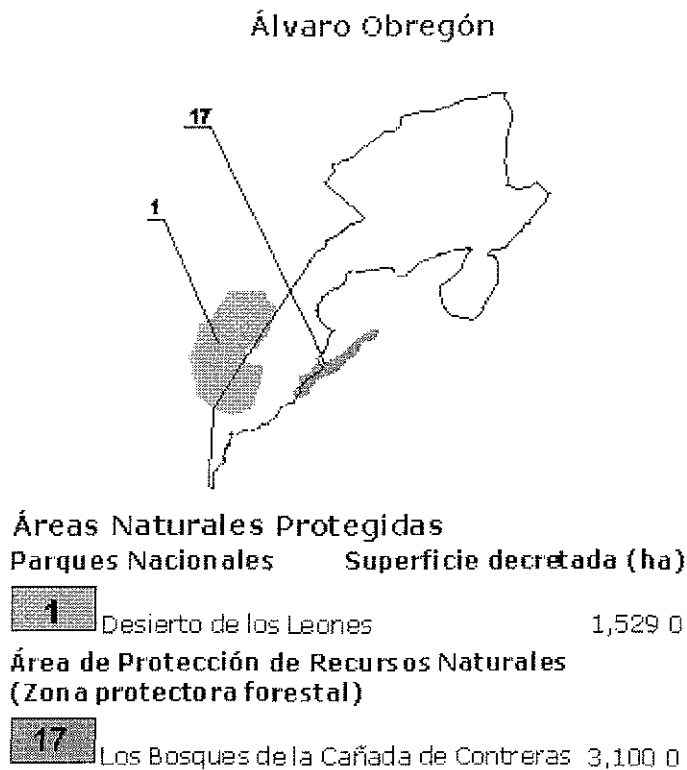 Álvaro Obregón
17
1
Áreas Naturales Protegidas
Parques Nacionales Superficie decretada (ha)
1 Desierto de los Leones 1,529 0
Área de Protección de Recursos Naturales
(Zona protectora forestal)
17 Los Bosques de la Cañada de Contreras 3,100 0